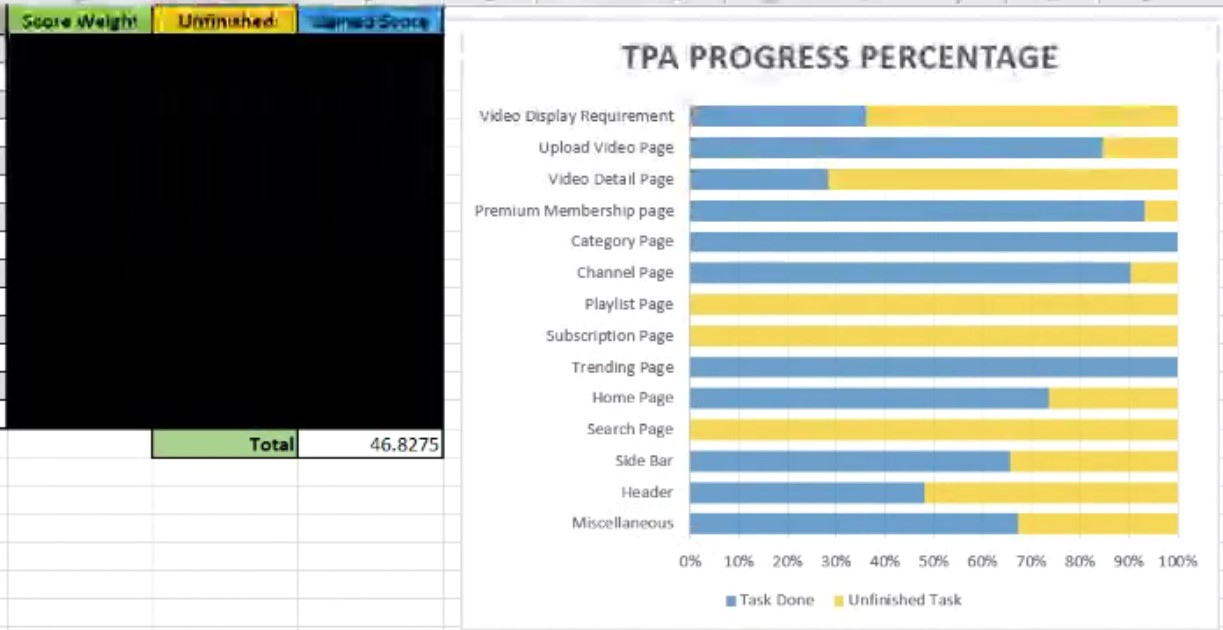 Score Weight Unfinished Score
TPA PROGRESS PERCENTAGE
Video Display Requirement
Upload Video Page
Video Detail Page
Premium Membership page
Category Page
Channel Page
Playlist Page
Subscription Page
Trending Page
Home Page
Search Page
Side Bar
Header
Miscellaneous
0% 10% 20% 30% 40% 50% 60% 70% 80% 90% 100%
Task Done Unfinished Task
Total 46.8275